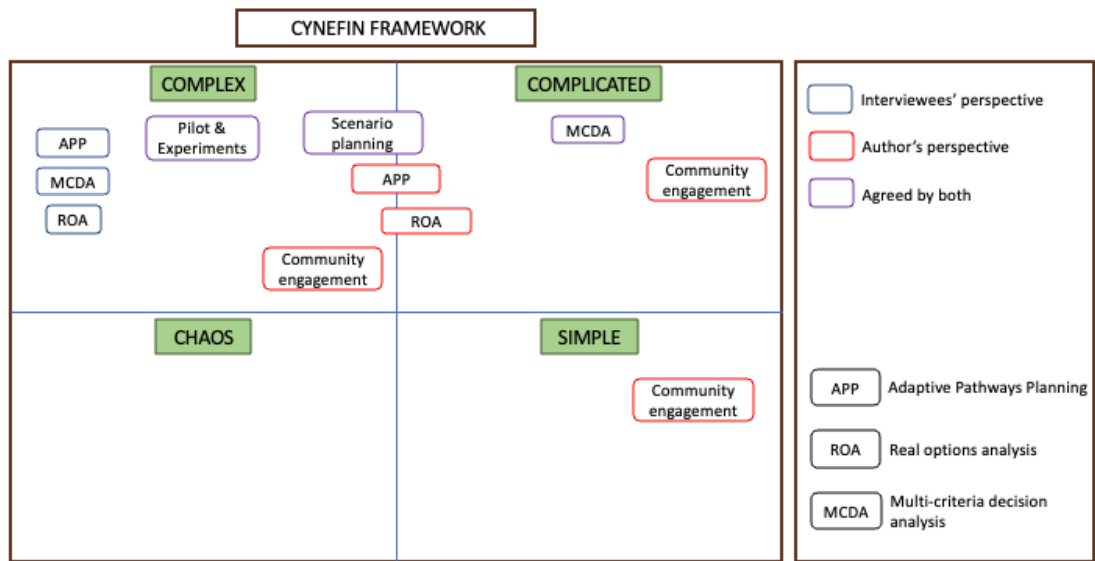 CYNEFIN FRAMEWORK
COMPLEX
COMPLICATED
APP
Pilot &
Experiments
Scenario
planning
MCDA
MCDA
APP
Community
engagement
ROA
ROA
Community
engagement
CHAOS
SIMPLE
Community
engagement
Interviewees’ perspective
Author’s perspective
Agreed by both
APP
Adaptive Pathways Planning
ROA
Real options analysis
MCDA
Multi-criteria decision
analysis